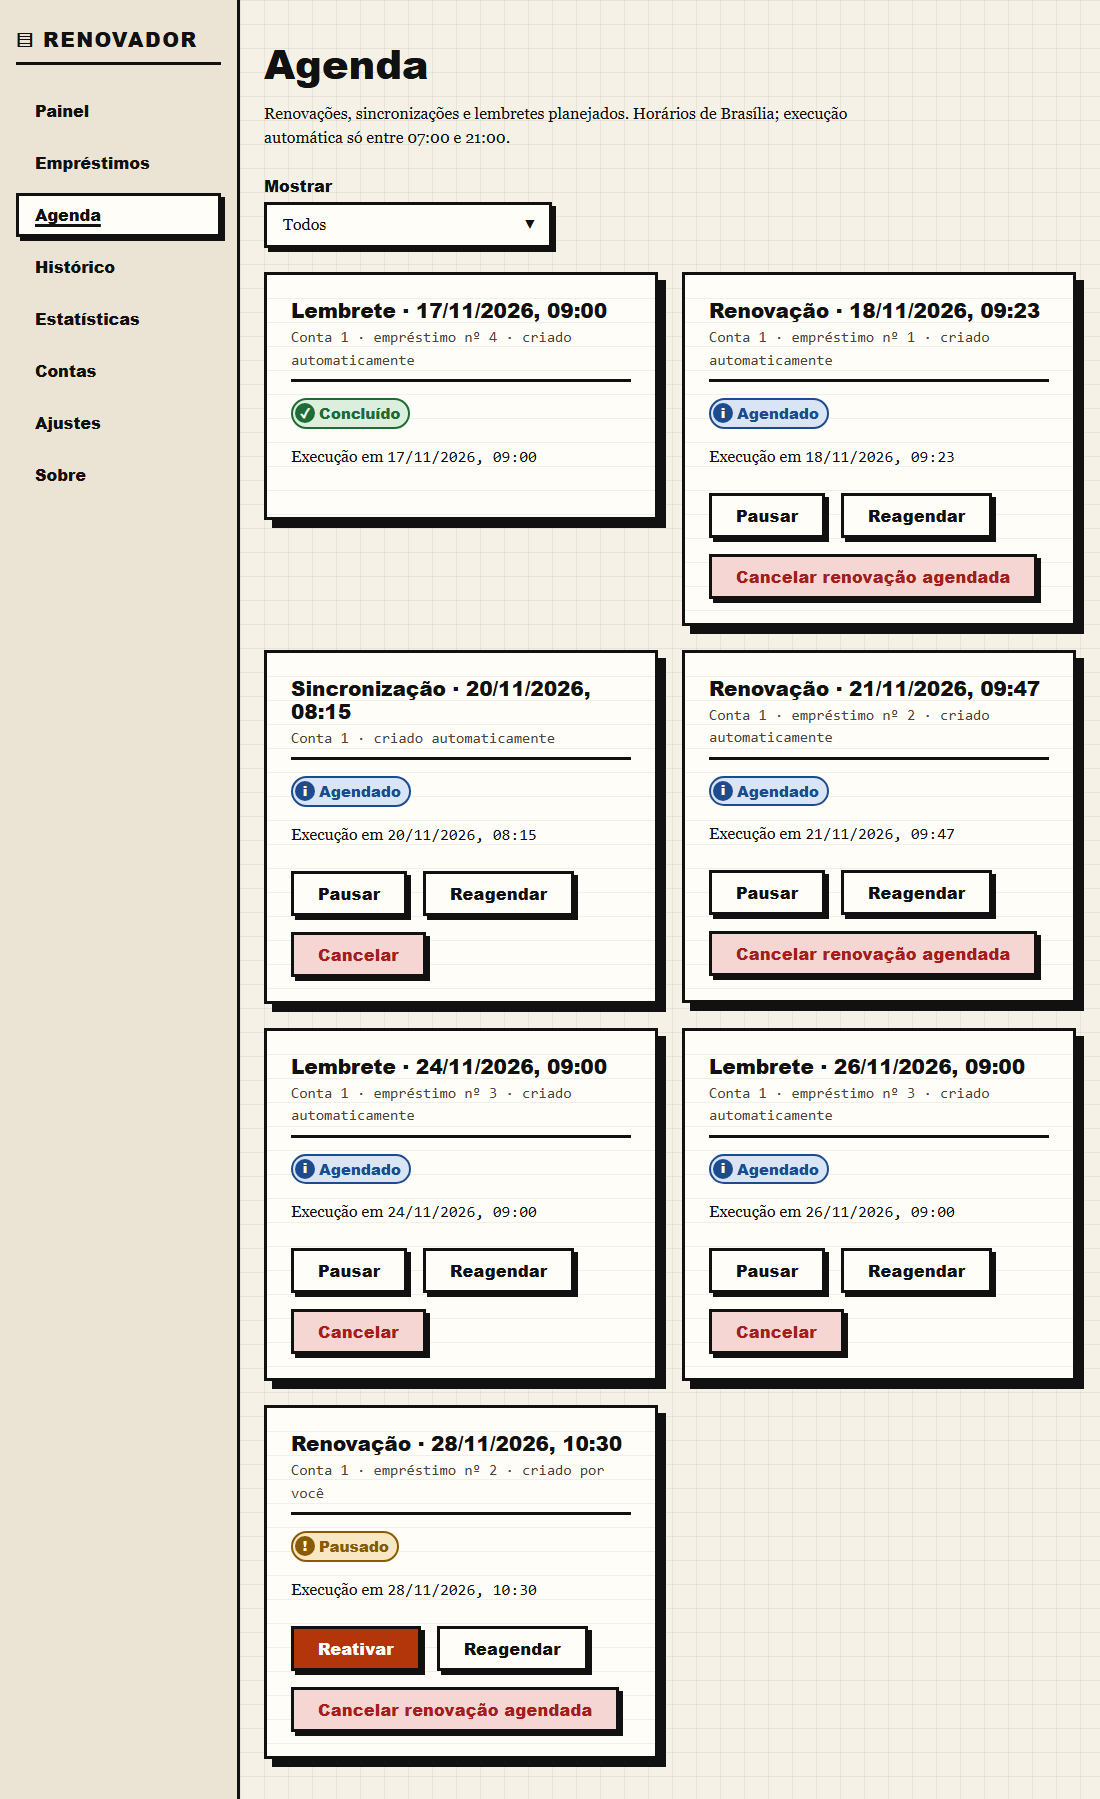 RENOVADOR
Painel
Empréstimos
Agenda
Histórico
Estatísticas
Contas
Ajustes
Sobre
Agenda
Renovações, sincronizações e lembretes planejados. Horários de Brasília; execução
automática só entre 07:00 e 21:00.
Mostrar
Todos
Lembrete · 17/11/2026, 09:00
Conta 1 · empréstimo nº 4 · criado
automaticamente
Concluído
Execução em 17/11/2026, 09:00
Renovação · 18/11/2026, 09:23
Conta 1 · empréstimo nº 1 · criado
automaticamente
Agendado
Execução em 18/11/2026, 09:23
Pausar Reagendar
Cancelar renovação agendada
Sincronização · 20/11/2026,
08:15
Conta 1 · criado automaticamente
Agendado
Execução em 20/11/2026, 08:15
Pausar Reagendar
Cancelar
Renovação · 21/11/2026, 09:47
Conta 1 · empréstimo nº 2 · criado
automaticamente
Agendado
Execução em 21/11/2026, 09:47
Pausar Reagendar
Cancelar renovação agendada
Lembrete · 24/11/2026, 09:00
Conta 1 · empréstimo nº 3 · criado
automaticamente
Agendado
Execução em 24/11/2026, 09:00
Pausar Reagendar
Cancelar
Lembrete · 26/11/2026, 09:00
Conta 1 · empréstimo nº 3 · criado
automaticamente
Agendado
Execução em 26/11/2026, 09:00
Pausar Reagendar
Cancelar
Renovação · 28/11/2026, 10:30
Conta 1 · empréstimo nº 2 · criado por
você
Pausado
Execução em 28/11/2026, 10:30
Reativar Reagendar
Cancelar renovação agendada